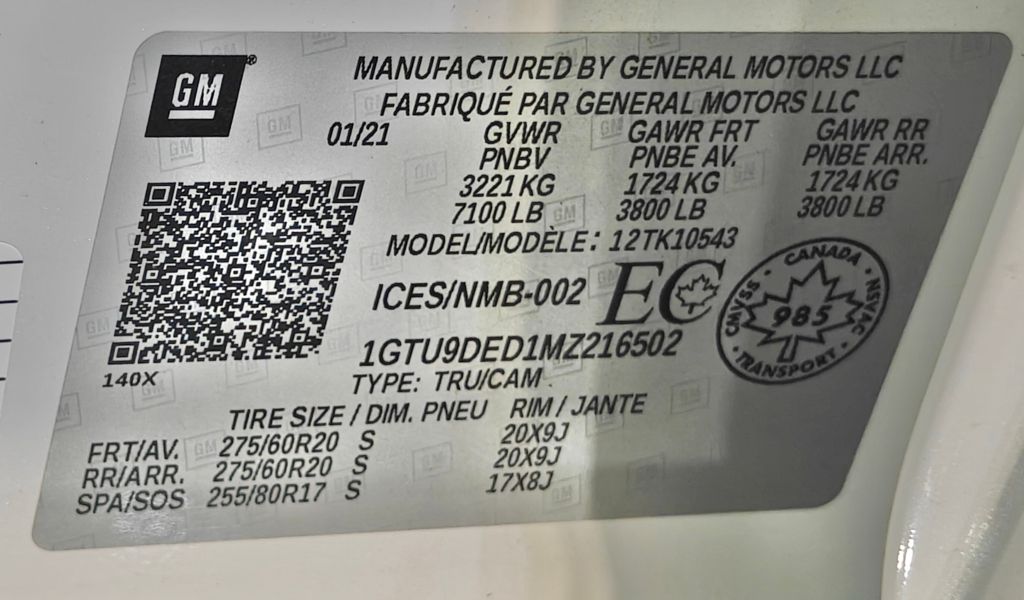 GM®
MANUFACTURED BY GENERAL MOTORS LLC
FABRIQUÉ PAR GENERAL MOTORS LLC
01/21 GVWR GAWR FRT GAWR RR
PNBV PNBE AV. PNBE ARR.
3221 KG 1724 KG 1724 KG
7100 LB 3800 LB 3800 LB
MODEL/MODÈLE: 12TK10543
ICES/NMB-002 EC
CANADA
CMVSS 985 NSVAC
TRANSPORT
1GTU9DED1MZ216502
140X
TYPE: TRU/CAM
TIRE SIZE / DIM. PNEU RIM / JANTE
FRT/AV. 275/60R20 S 20X9J
RR/ARR. 275/60R20 S 20X9J
SPA/SOS 255/80R17 S 17X8J